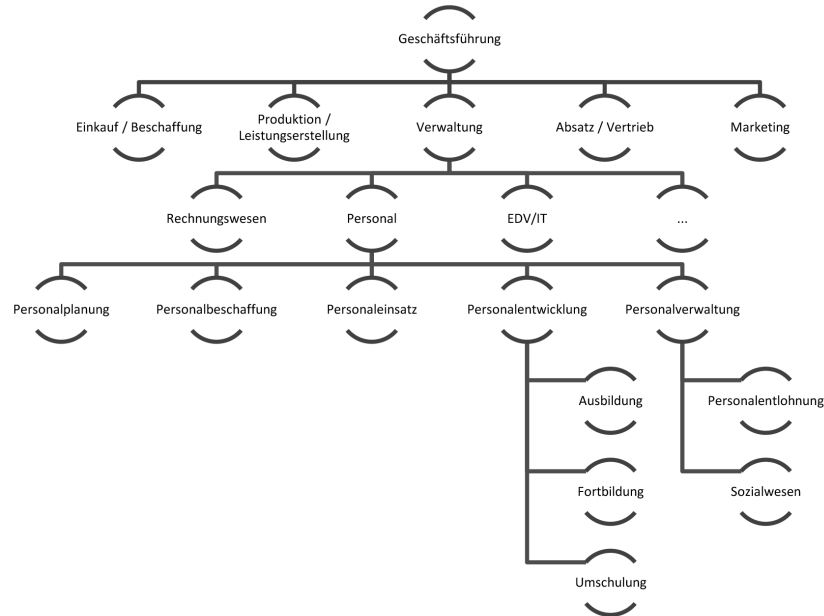 Geschäftsführung
Einkauf / Beschaffung
Produktion /
Leistungserstellung
Verwaltung
Absatz / Vertrieb
Marketing
Rechnungswesen
Personal
EDV/IT
...
Personalplanung
Personalbeschaffung
Personaleinsatz
Personalentwicklung
Personalverwaltung
Ausbildung
Personalentlohnung
Fortbildung
Sozialwesen
Umschulung